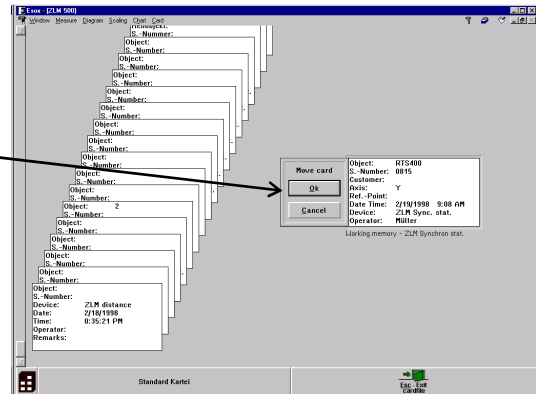 Esox - [ZLM 500]
Window Measure Diagram Scaling Chart Card
S.-Nummer:
Object:
S.-Number:
Object:
S.-Number:
Object:
S.-Number:
Object:
S.-Number:
Object:
S.-Number:
Object:
S.-Number:
Object:
S.-Number:
Object:
S.-Number:
Object:
S.-Number:
Object:
S.-Number:
Object: 2
S.-Number:
Object:
S.-Number:
Object:
S.-Number:
Object:
S.-Number:
Object:
S.-Number:
Object:
S.-Number:
Device: ZLM distance
Date: 2/18/1998
Time: 0:35:21 PM
Operator:
Remarks:
Move card
Ok
Cancel
Object: RTS400
S.-Number: 0815
Customer:
Axis: Y
Ref.-Point:
Date Time: 2/19/1998 9:08 AM
Device: ZLM Sync. stat.
Operator: Müller
Working memory - ZLM Synchron stat.
Standard Kartei
Esc - Exit
cardfile